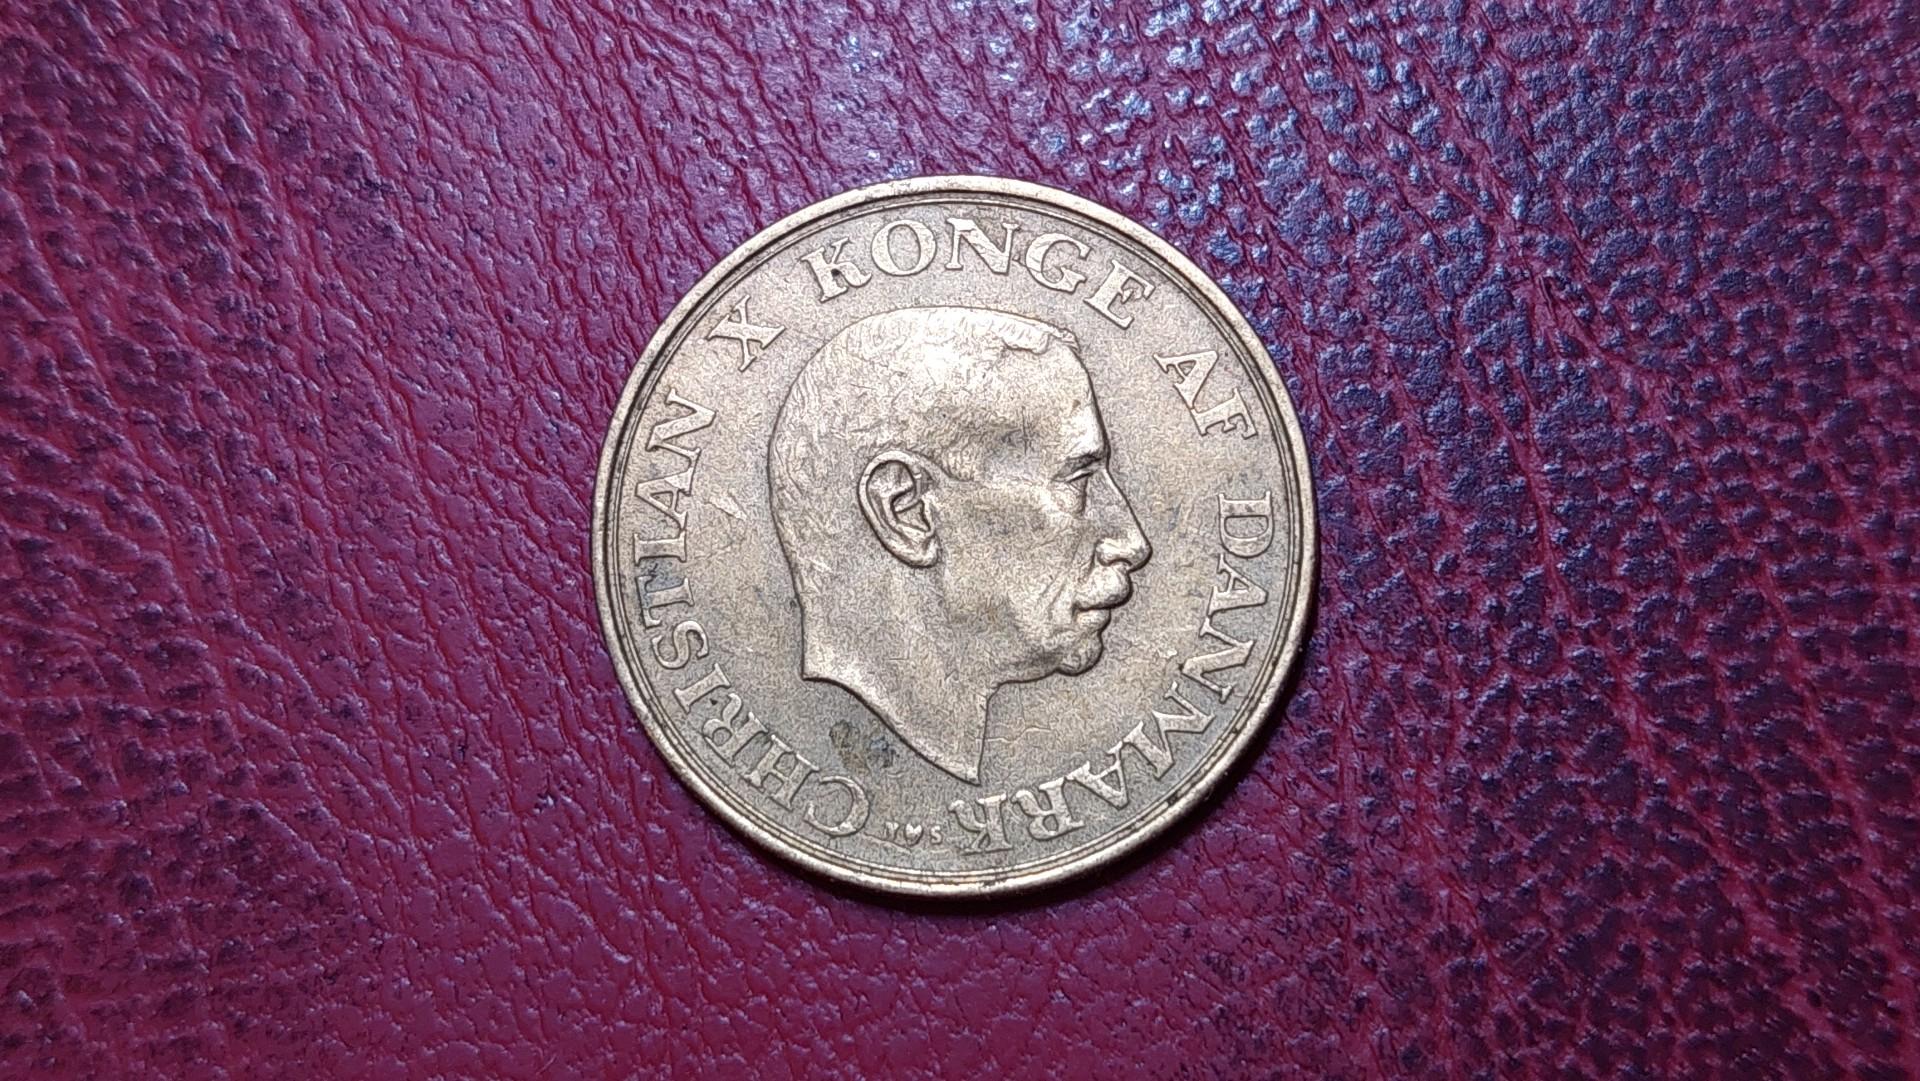 CHRISTIAN X KONGE AF DANMARK
N♥S